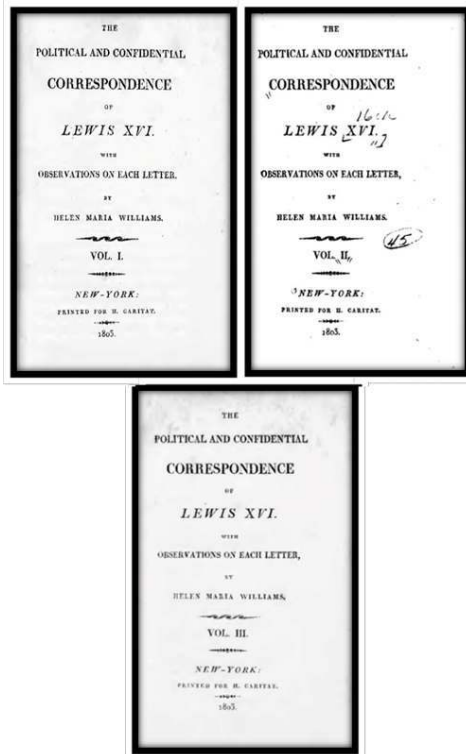 THE
POLITICAL AND CONFIDENTIAL
CORRESPONDENCE
OF
LEWIS XVI.
WITH
OBSERVATIONS ON EACH LETTER,
BY
HELEN MARIA WILLIAMS.
VOL. I.
NEW-YORK:
PRINTED FOR H. CARITAT.
1803.
THE
POLITICAL AND CONFIDENTIAL
CORRESPONDENCE
OF
LEWIS XVI.
WITH
OBSERVATIONS ON EACH LETTER,
BY
HELEN MARIA WILLIAMS.
45
VOL. II.
NEW-YORK:
PRINTED FOR H. CARITAT.
1803.
THE
POLITICAL AND CONFIDENTIAL
CORRESPONDENCE
OF
LEWIS XVI.
WITH
OBSERVATIONS ON EACH LETTER,
BY
HELEN MARIA WILLIAMS.
VOL. III.
NEW-YORK:
PRINTED FOR H. CARITAT.
1803.